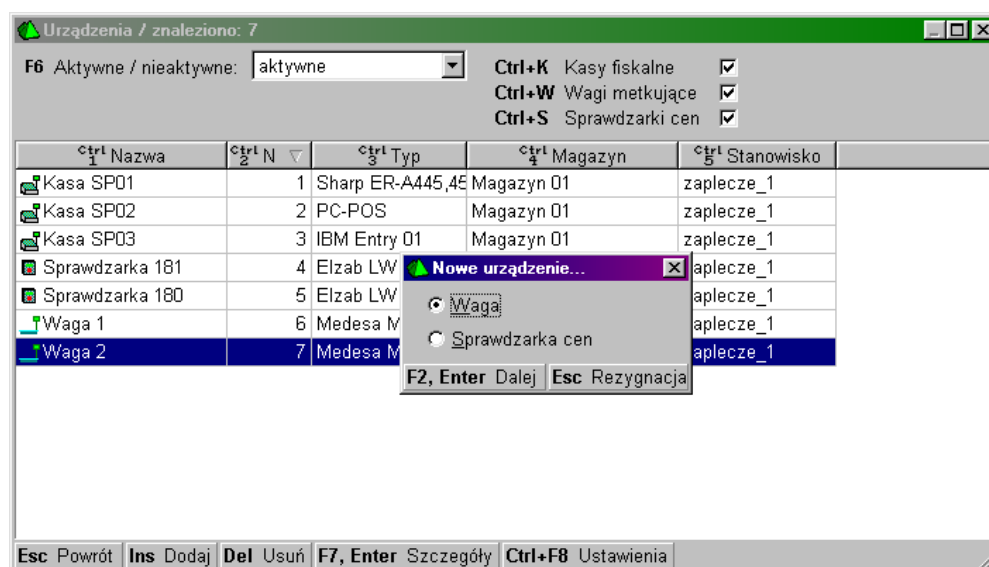 Urządzenia / znaleziono: 7
F6 Aktywne / nieaktywne: aktywne
Ctrl+K Kasy fiskalne
Ctrl+W Wagi metkujące
Ctrl+S Sprawdzarki cen
Ctrl 1 Nazwa Ctrl 2 N Ctrl 3 Typ Ctrl 4 Magazyn Ctrl 5 Stanowisko
Kasa SP01 1 Sharp ER-A445,45 Magazyn 01 zaplecze_1
Kasa SP02 2 PC-POS Magazyn 01 zaplecze_1
Kasa SP03 3 IBM Entry 01 Magazyn 01 zaplecze_1
Sprawdzarka 181 4 Elzab LW aplecze_1
Sprawdzarka 180 5 Elzab LW aplecze_1
Waga 1 6 Medesa M aplecze_1
Waga 2 7 Medesa M aplecze_1
Nowe urządzenie...
Waga
Sprawdzarka cen
F2, Enter Dalej Esc Rezygnacja
Esc Powrót Ins Dodaj Del Usuń F7, Enter Szczegóły Ctrl+F8 Ustawienia